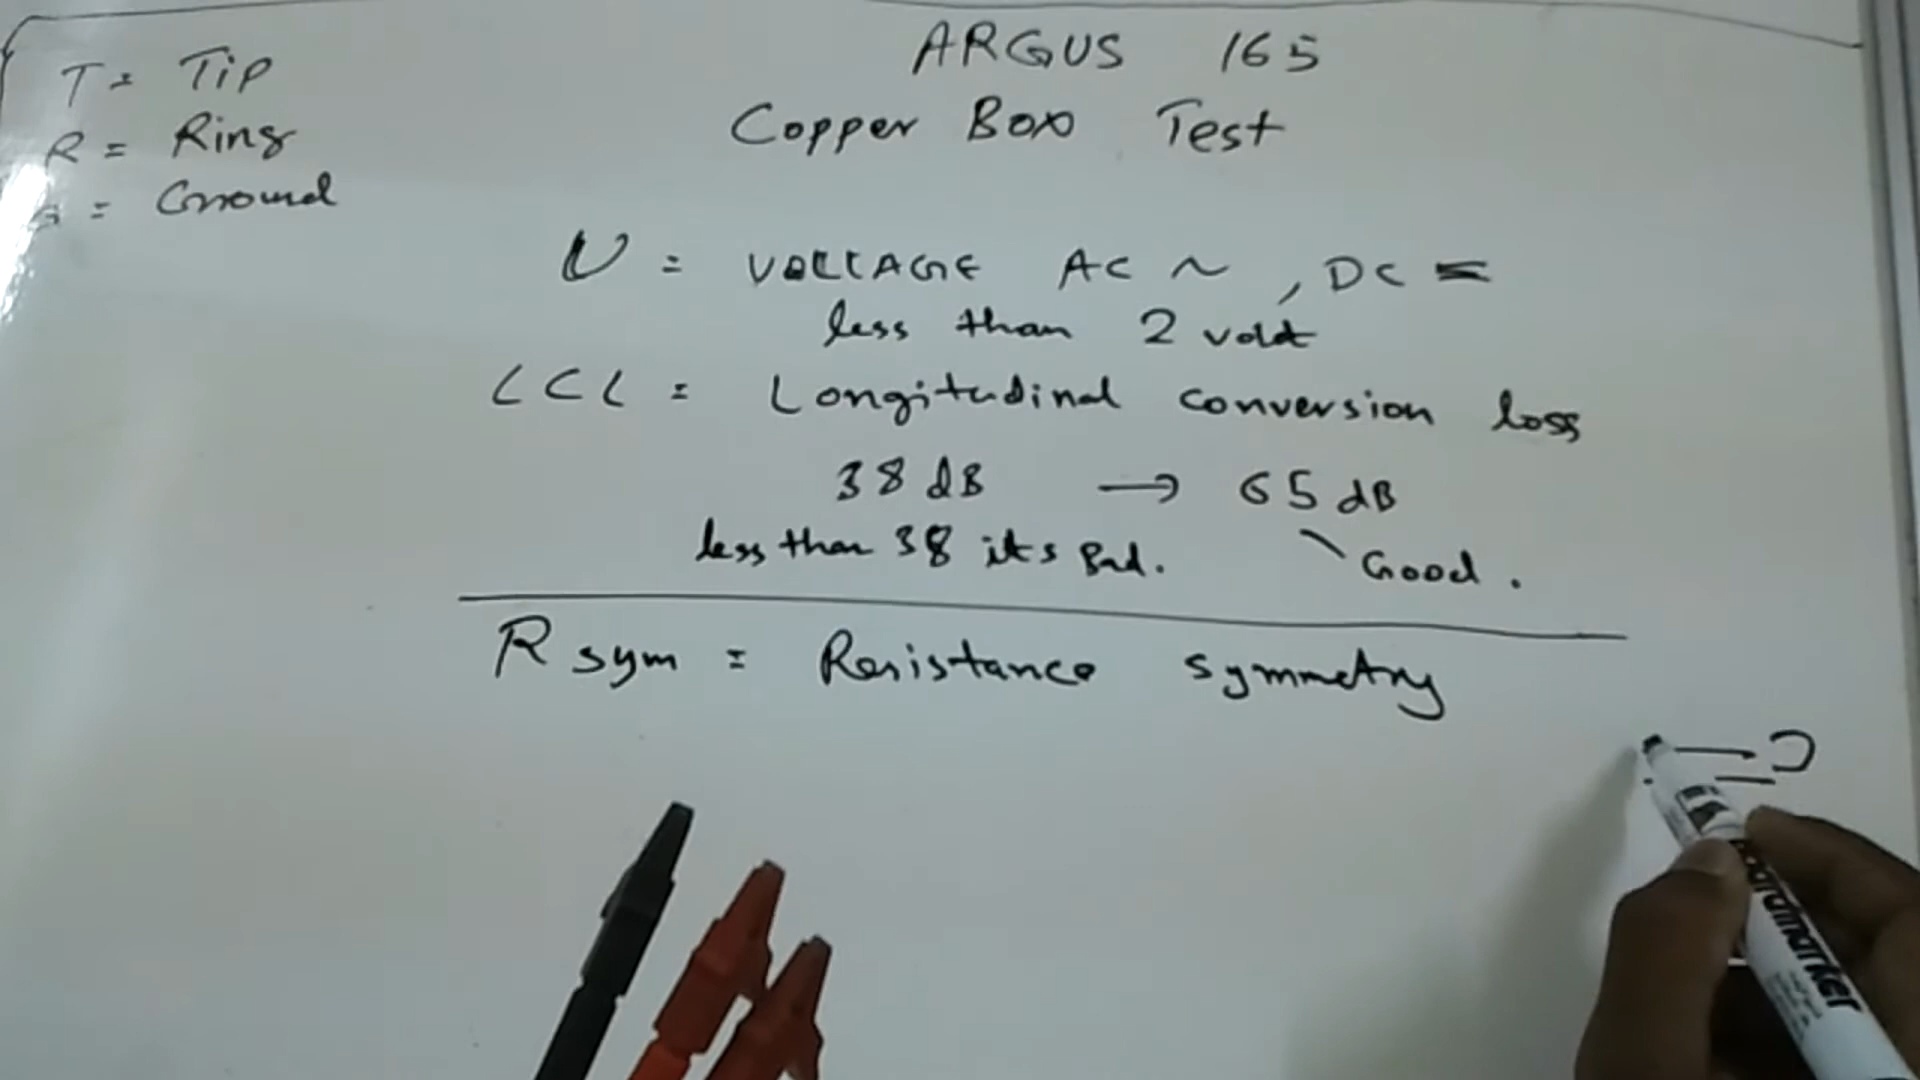 ARGUS 165
Copper Box Test
T = Tip
R = Ring
G = Ground
U = VOLTAGE AC ~ , DC =
less than 2 volt
LCL = Longitudinal conversion loss
38 dB → 65 dB
less than 38 its Bad. Good.
R sym = Resistance symmetry
boardmarker